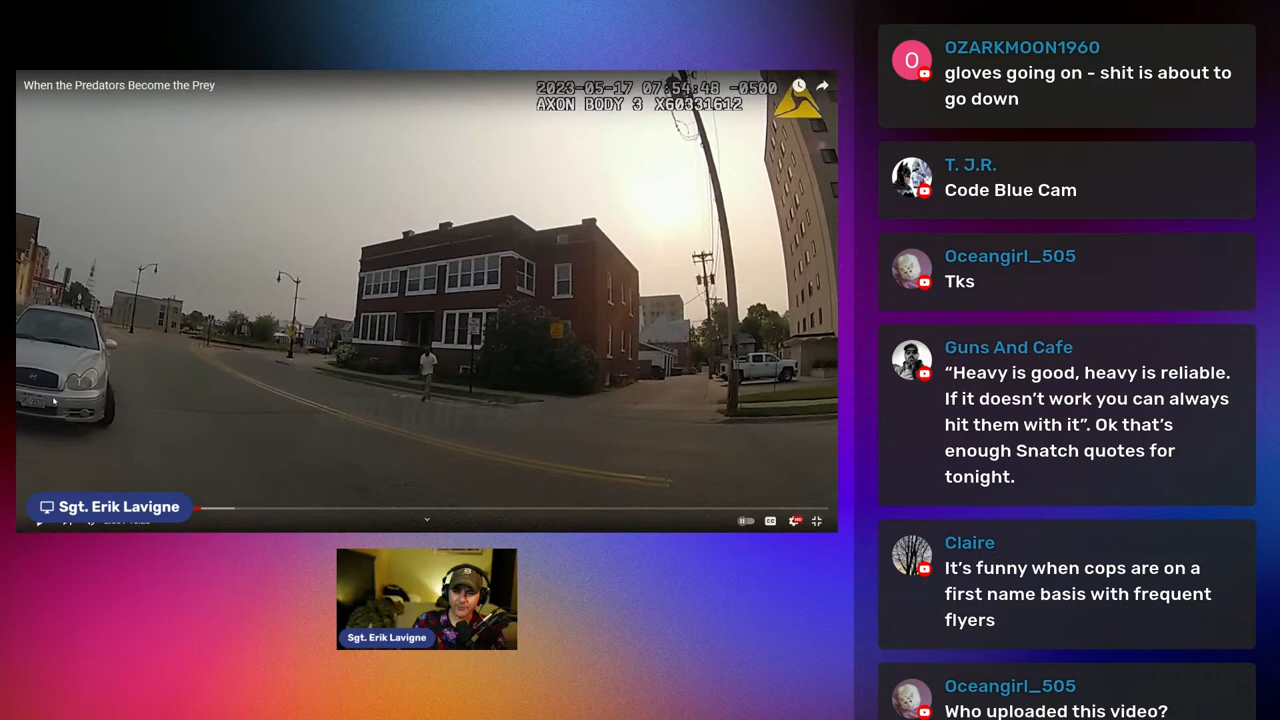 When the Predators Become the Prey
2023-05-17 07:54:48 -0500
AXON BODY 3 X60331612
Sgt. Erik Lavigne
Sgt. Erik Lavigne
O
OZARKMOON1960
gloves going on - shit is about to
go down
T. J.R.
Code Blue Cam
Oceangirl_505
Tks
Guns And Cafe
“Heavy is good, heavy is reliable.
If it doesn’t work you can always
hit them with it”. Ok that’s
enough Snatch quotes for
tonight.
Claire
It’s funny when cops are on a
first name basis with frequent
flyers
Oceangirl_505
Who uploaded this video?